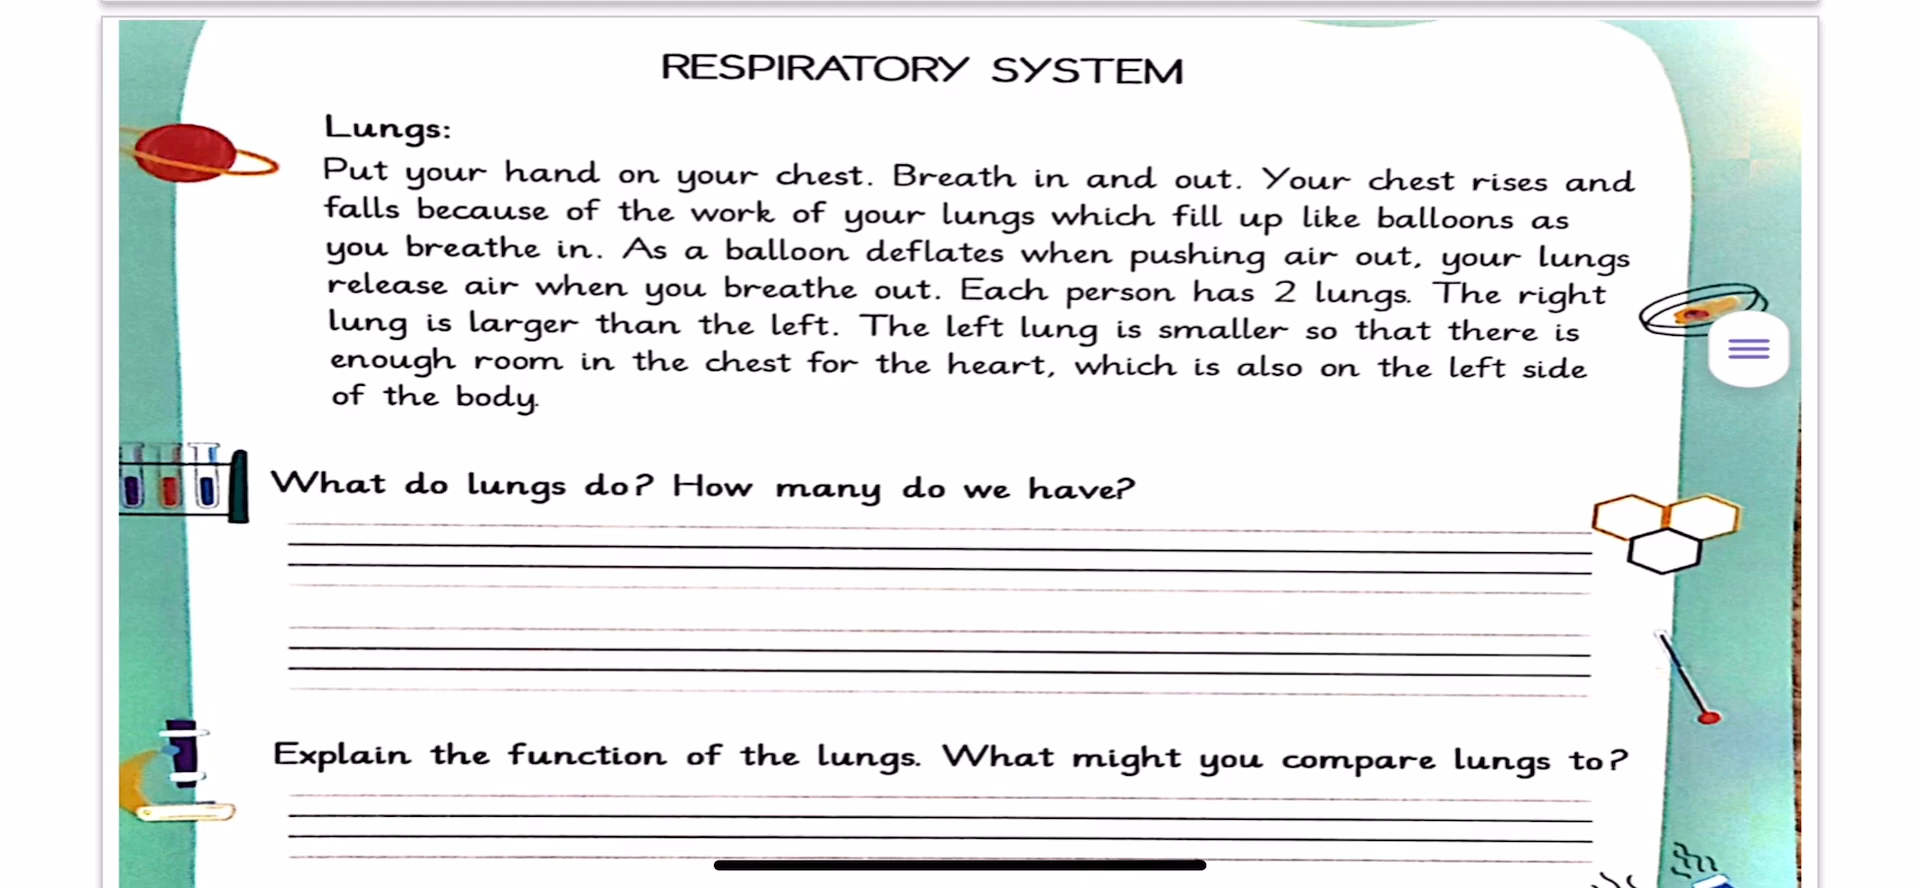 RESPIRATORY SYSTEM
Lungs:
Put your hand on your chest. Breath in and out. Your chest rises and
falls because of the work of your lungs which fill up like balloons as
you breathe in. As a balloon deflates when pushing air out, your lungs
release air when you breathe out. Each person has 2 lungs. The right
lung is larger than the left. The left lung is smaller so that there is
enough room in the chest for the heart, which is also on the left side
of the body.
What do lungs do? How many do we have?
Explain the function of the lungs. What might you compare lungs to?